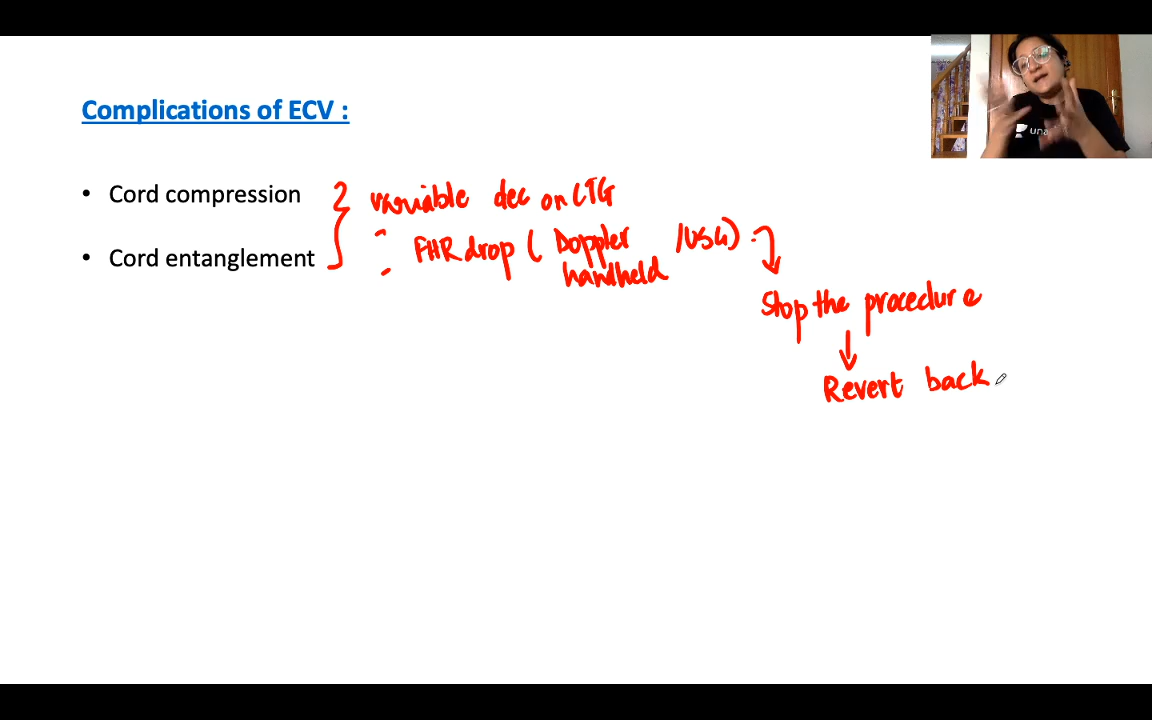 Complications of ECV :
• Cord compression
variable dec on CTG
• Cord entanglement
FHR drop ( Doppler /USG)
handheld
Stop the procedure
Revert back
una